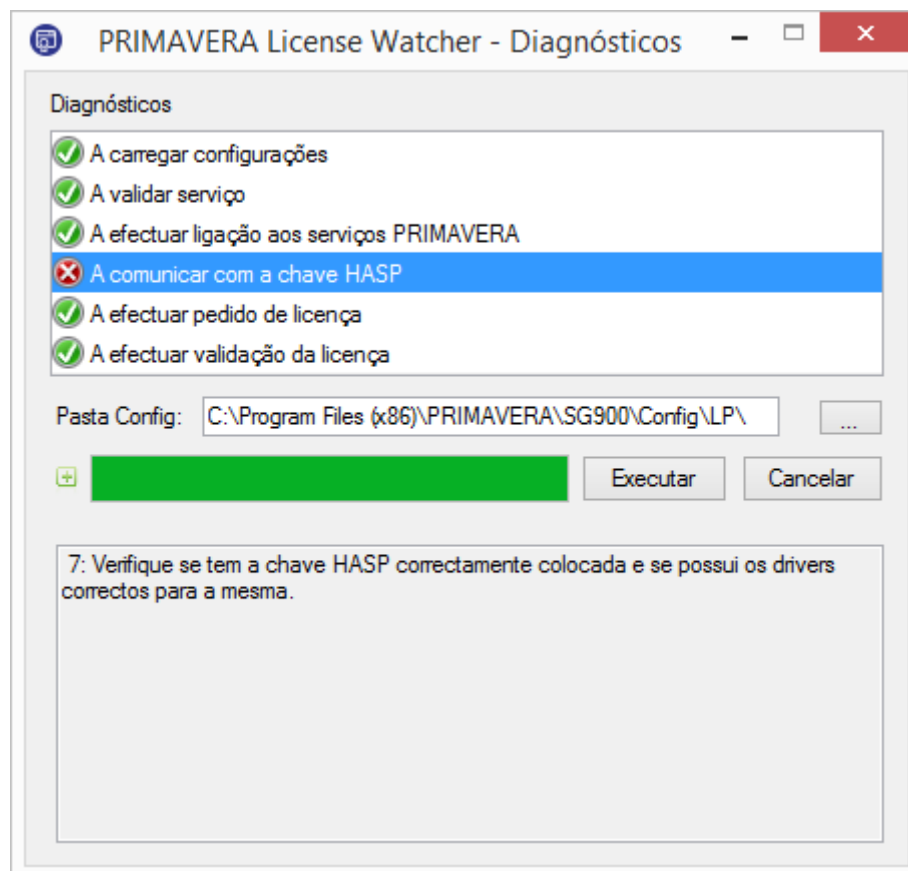 PRIMAVERA License Watcher - Diagnósticos
Diagnósticos
A carregar configurações
A validar serviço
A efectuar ligação aos serviços PRIMAVERA
A comunicar com a chave HASP
A efectuar pedido de licença
A efectuar validação da licença
Pasta Config: C:\Program Files (x86)\PRIMAVERA\SG900\Config\LP\ ...
Executar Cancelar
7: Verifique se tem a chave HASP correctamente colocada e se possui os drivers
correctos para a mesma.